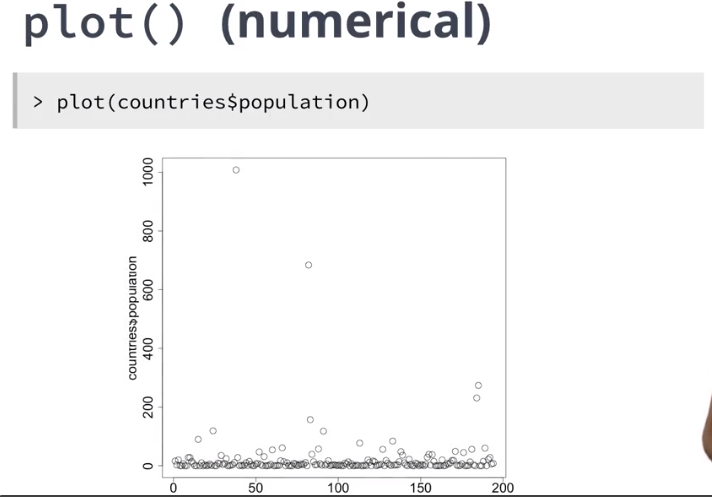 plot() (numerical)
> plot(countries$population)
1000
800
600
400
200
0
countries$population
0 50 100 150 200